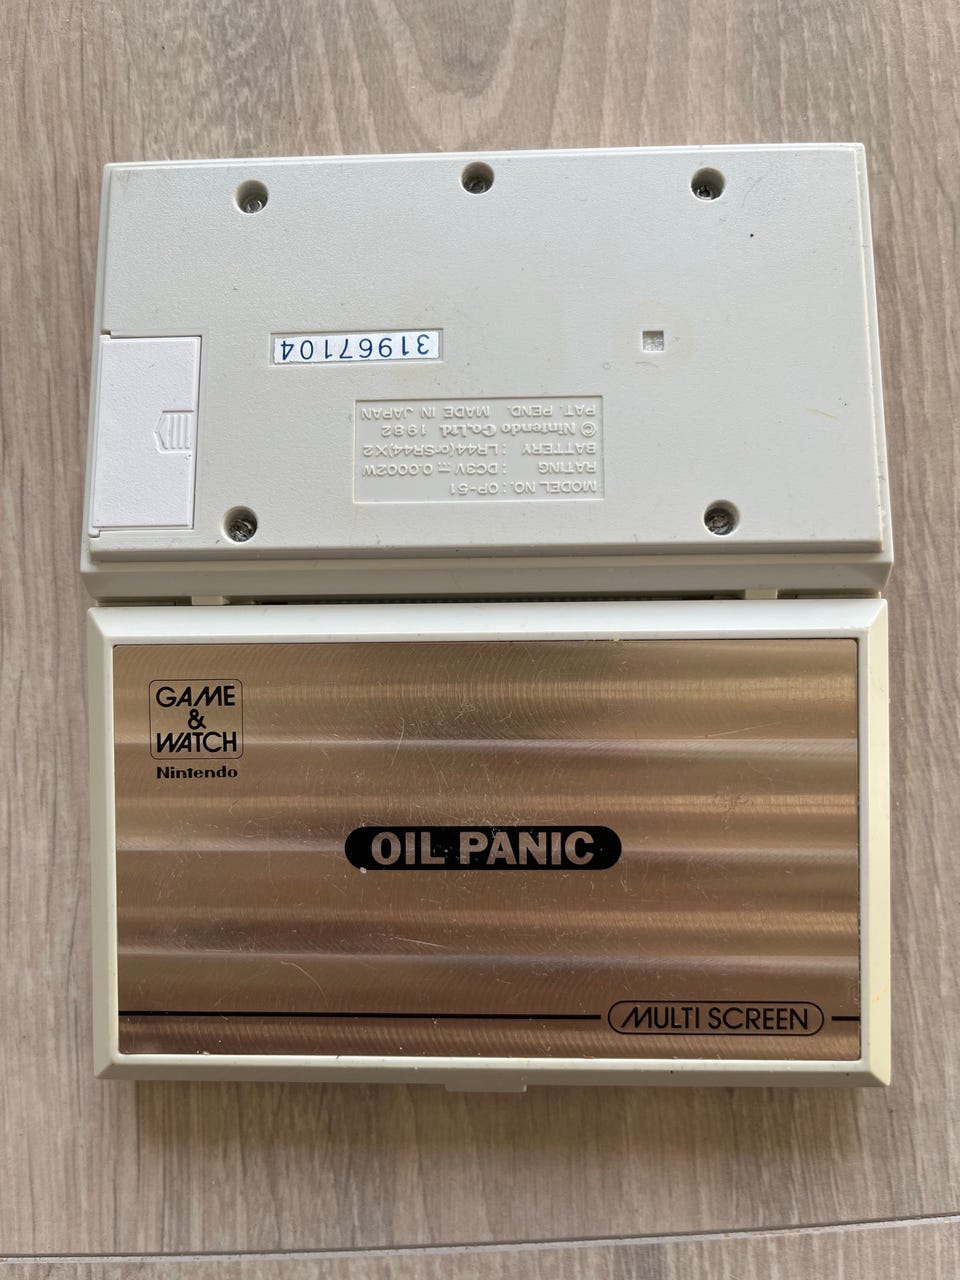 31967104
MODEL NO. : OP-51
RATING : DC3V ⎓ 0.0002W
BATTERY : LR44(orSR44)X2
© Nintendo Co.,Ltd. 1982
PAT. PEND. MADE IN JAPAN
GAME
&
WATCH
Nintendo
OIL PANIC
MULTI SCREEN